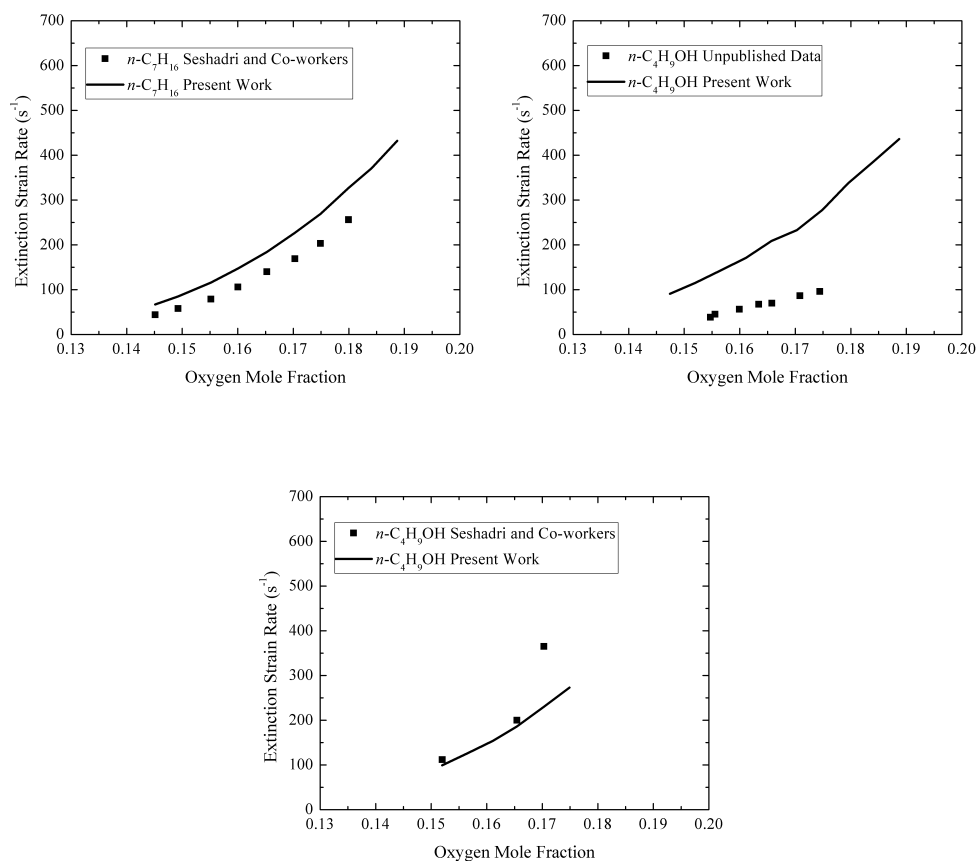 700
600
500
400
300
200
100
0
Extinction Strain Rate (s⁻¹)
n-C₇H₁₆ Seshadri and Co-workers
n-C₇H₁₆ Present Work
0.13 0.14 0.15 0.16 0.17 0.18 0.19 0.20
Oxygen Mole Fraction
700
600
500
400
300
200
100
0
Extinction Strain Rate (s⁻¹)
n-C₄H₉OH Unpublished Data
n-C₄H₉OH Present Work
0.13 0.14 0.15 0.16 0.17 0.18 0.19 0.20
Oxygen Mole Fraction
700
600
500
400
300
200
100
0
Extinction Strain Rate (s⁻¹)
n-C₄H₉OH Seshadri and Co-workers
n-C₄H₉OH Present Work
0.13 0.14 0.15 0.16 0.17 0.18 0.19 0.20
Oxygen Mole Fraction